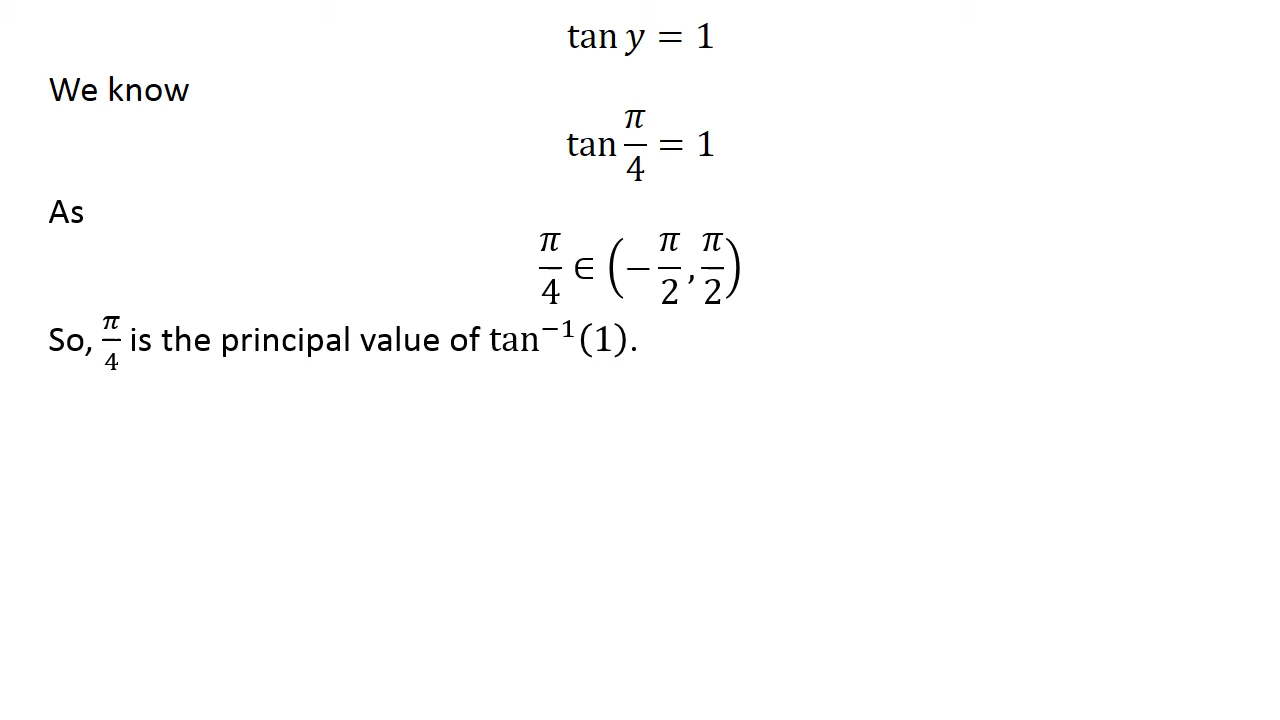 tan y = 1
We know
tan π/4 = 1
As
π/4 ∈ (−π/2, π/2)
So, π/4 is the principal value of tan⁻¹(1).